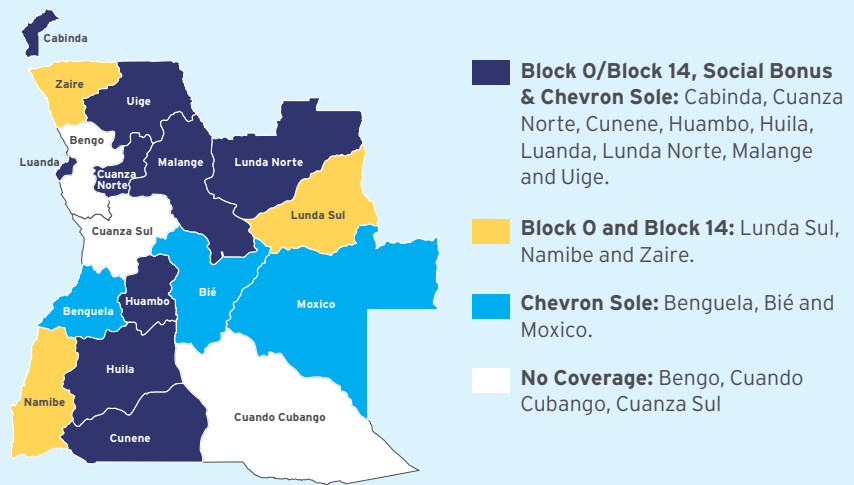 Cabinda
Zaire
Uige
Bengo
Luanda
Cuanza
Norte
Malange
Lunda Norte
Lunda Sul
Cuanza Sul
Benguela
Huambo
Bié
Moxico
Huila
Namibe
Cuando Cubango
Cunene
Block 0/Block 14, Social Bonus
& Chevron Sole: Cabinda, Cuanza
Norte, Cunene, Huambo, Huila,
Luanda, Lunda Norte, Malange
and Uige.
Block 0 and Block 14: Lunda Sul,
Namibe and Zaire.
Chevron Sole: Benguela, Bié and
Moxico.
No Coverage: Bengo, Cuando
Cubango, Cuanza Sul